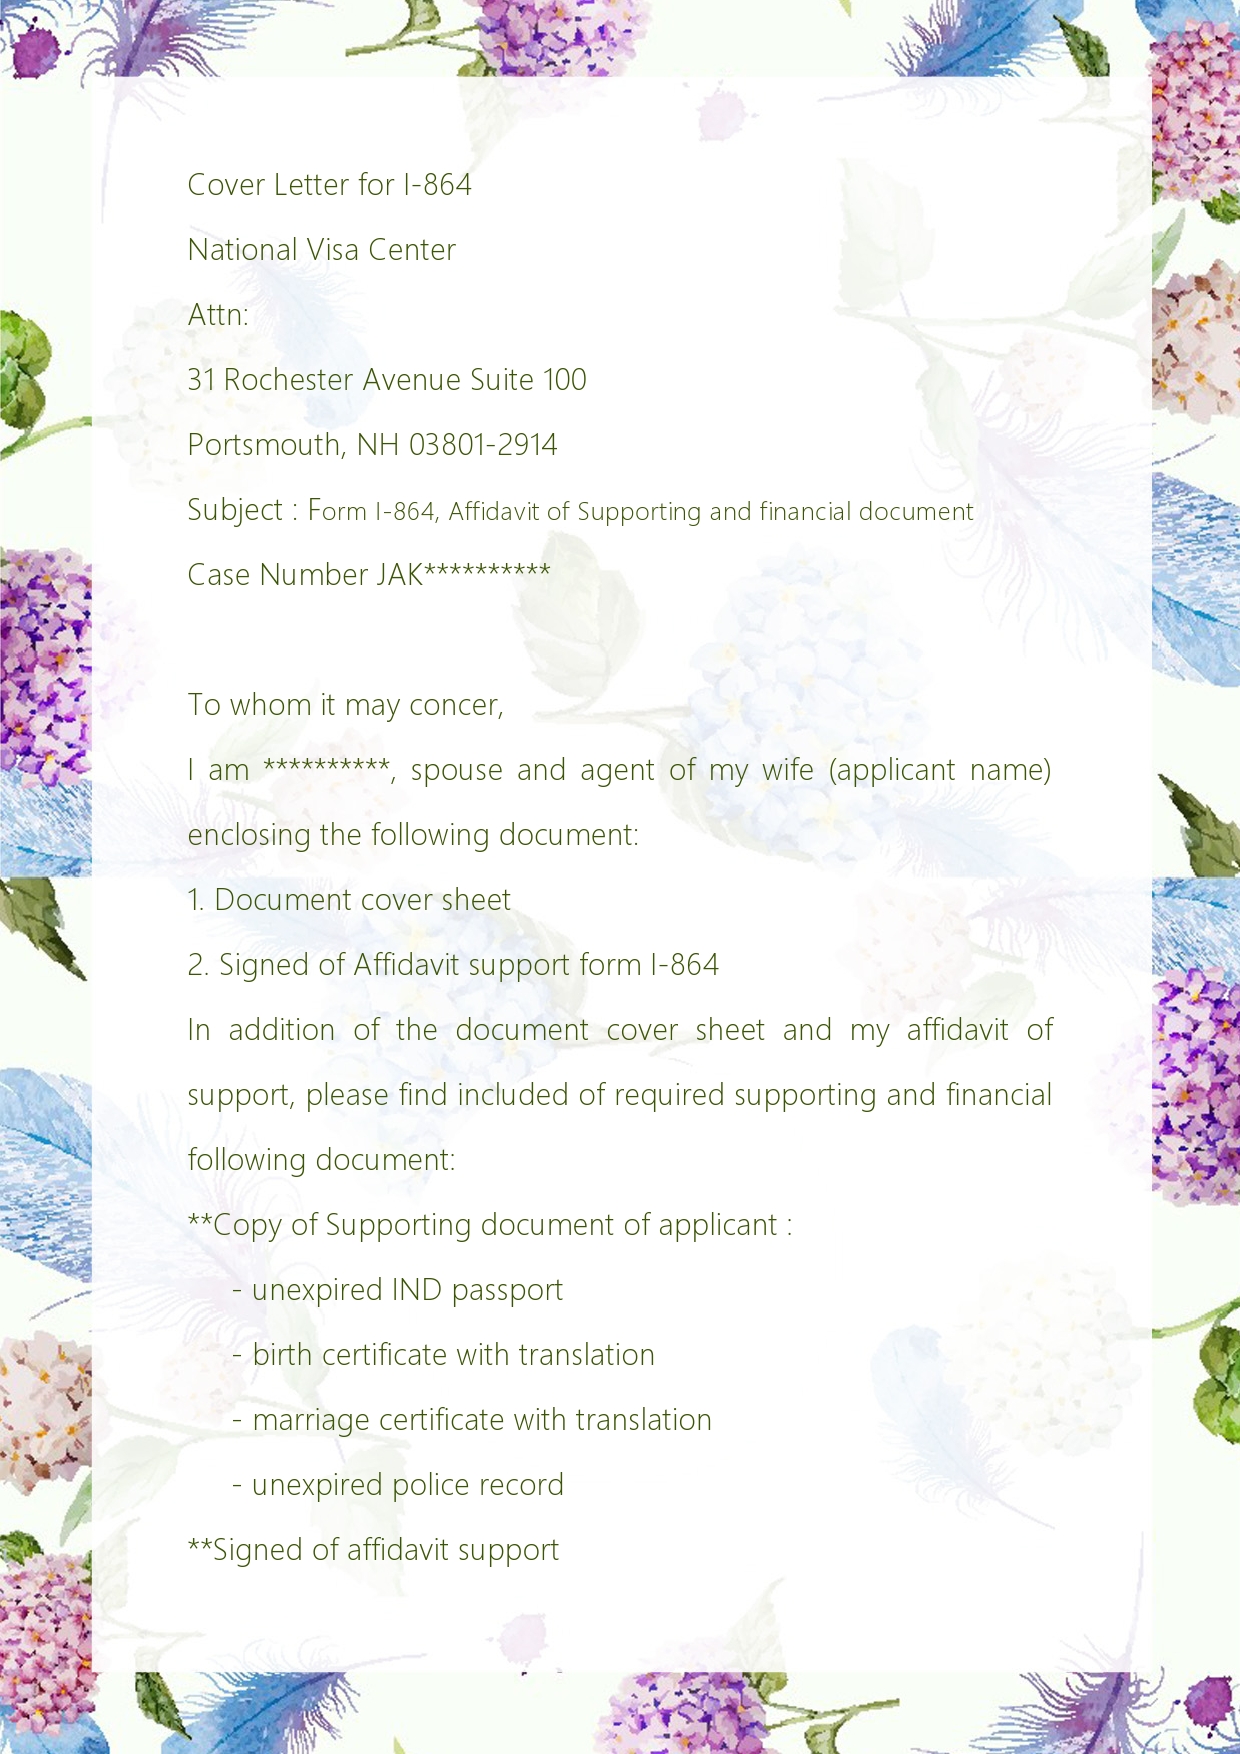 Cover Letter for I-864
National Visa Center
Attn:
31 Rochester Avenue Suite 100
Portsmouth, NH 03801-2914
Subject : Form I-864, Affidavit of Supporting and financial document
Case Number JAK**********
To whom it may concer,
I am **********, spouse and agent of my wife (applicant name)
enclosing the following document:
1. Document cover sheet
2. Signed of Affidavit support form I-864
In addition of the document cover sheet and my affidavit of
support, please find included of required supporting and financial
following document:
**Copy of Supporting document of applicant :
- unexpired IND passport
- birth certificate with translation
- marriage certificate with translation
- unexpired police record
**Signed of affidavit support